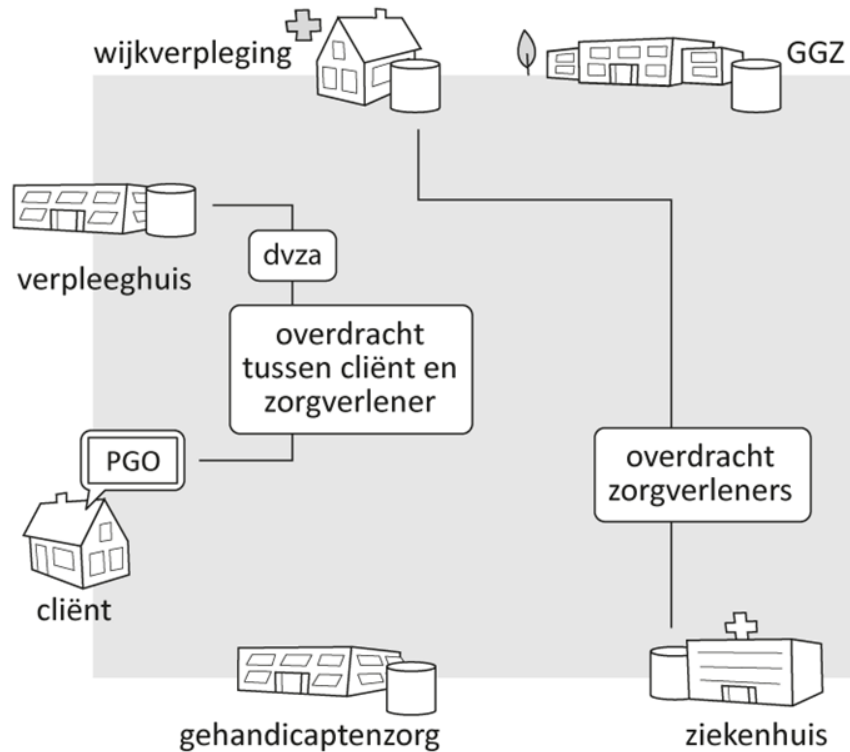 wijkverpleging
GGZ
verpleeghuis
dvza
overdracht
tussen cliënt en
zorgverlener
PGO
cliënt
overdracht
zorgverleners
gehandicaptenzorg
ziekenhuis